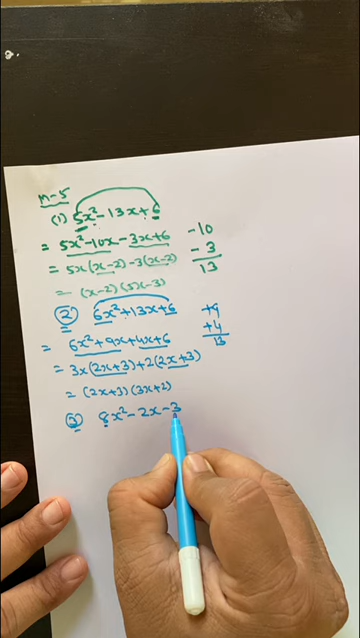 m-5
(1) 5x² - 13x + 6
= 5x² - 10x - 3x + 6
- 10
- 3
13
= 5x(x-2) - 3(x-2)
= (x-2)(5x-3)
(2) 6x² + 13x + 6
= 6x² + 9x + 4x + 6
+9
+4
13
= 3x(2x+3) + 2(2x+3)
= (2x+3)(3x+2)
(3) 8x² - 2x - 3